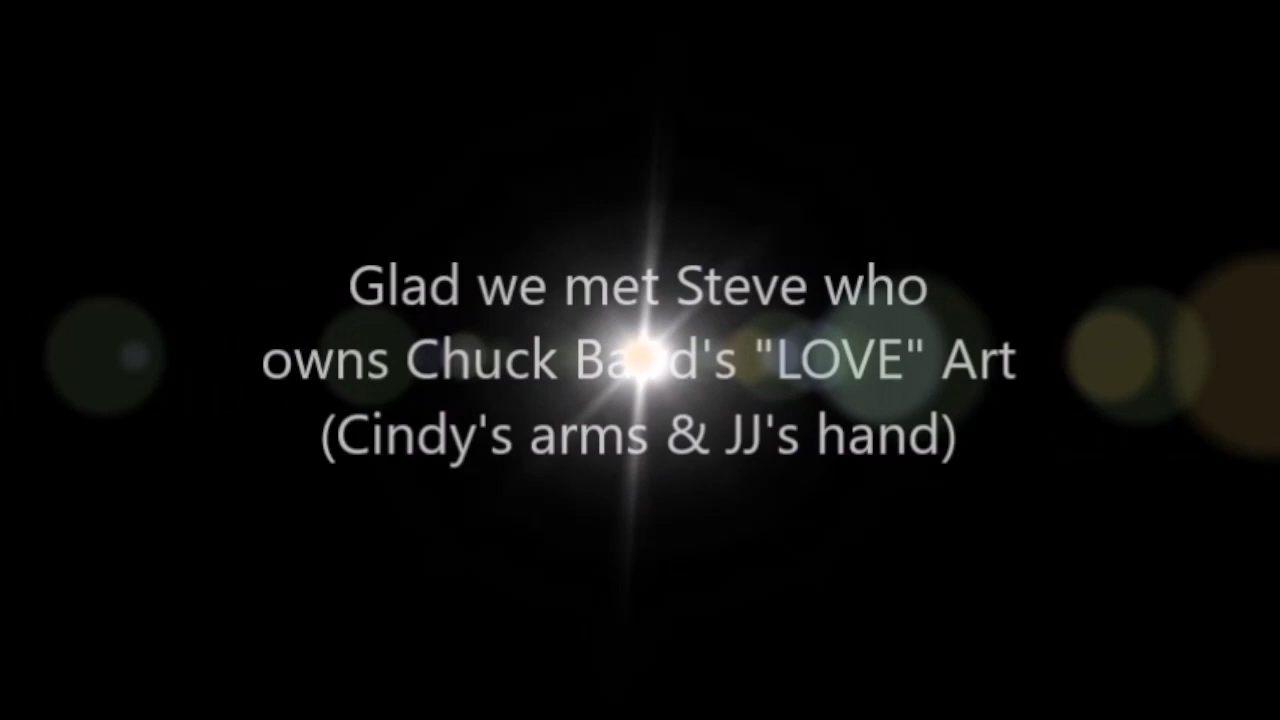 Glad we met Steve who
owns Chuck "LOVE" Art
(Cindy's arms & JJ's hand)